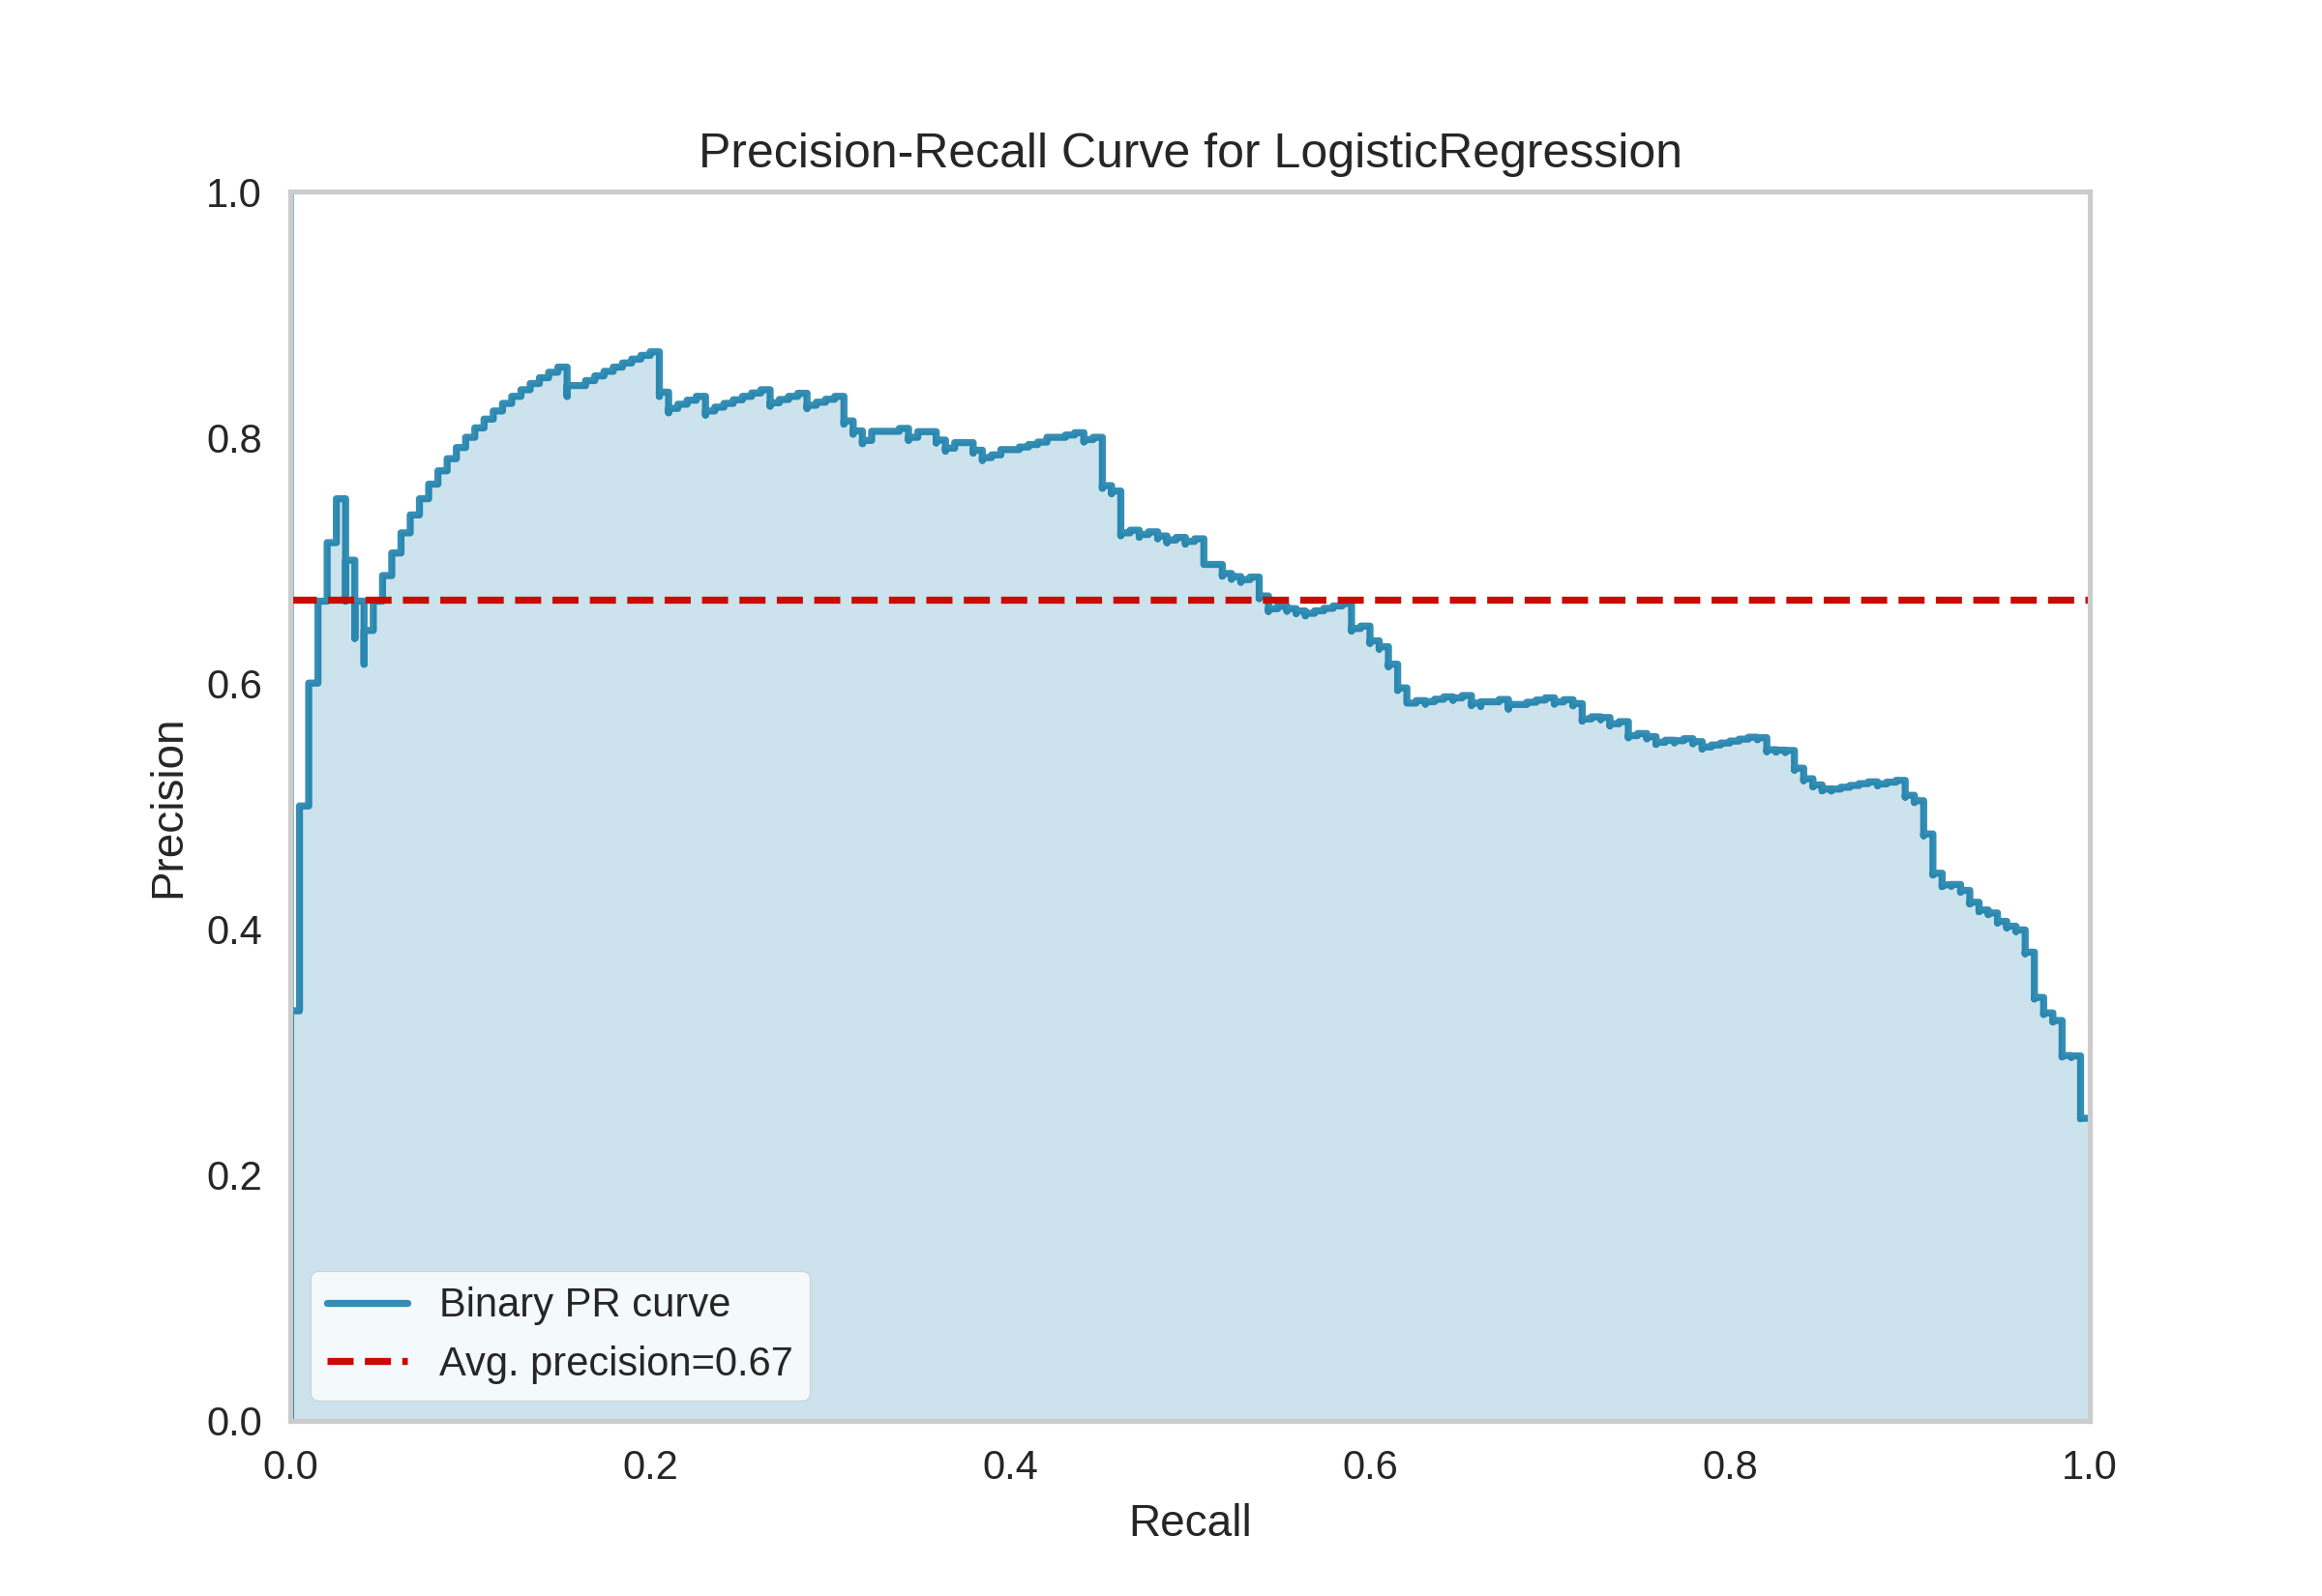 Precision-Recall Curve for LogisticRegression
1.0
0.8
0.6
0.4
0.2
0.0
Precision
Binary PR curve
Avg. precision=0.67
0.0 0.2 0.4 0.6 0.8 1.0
Recall